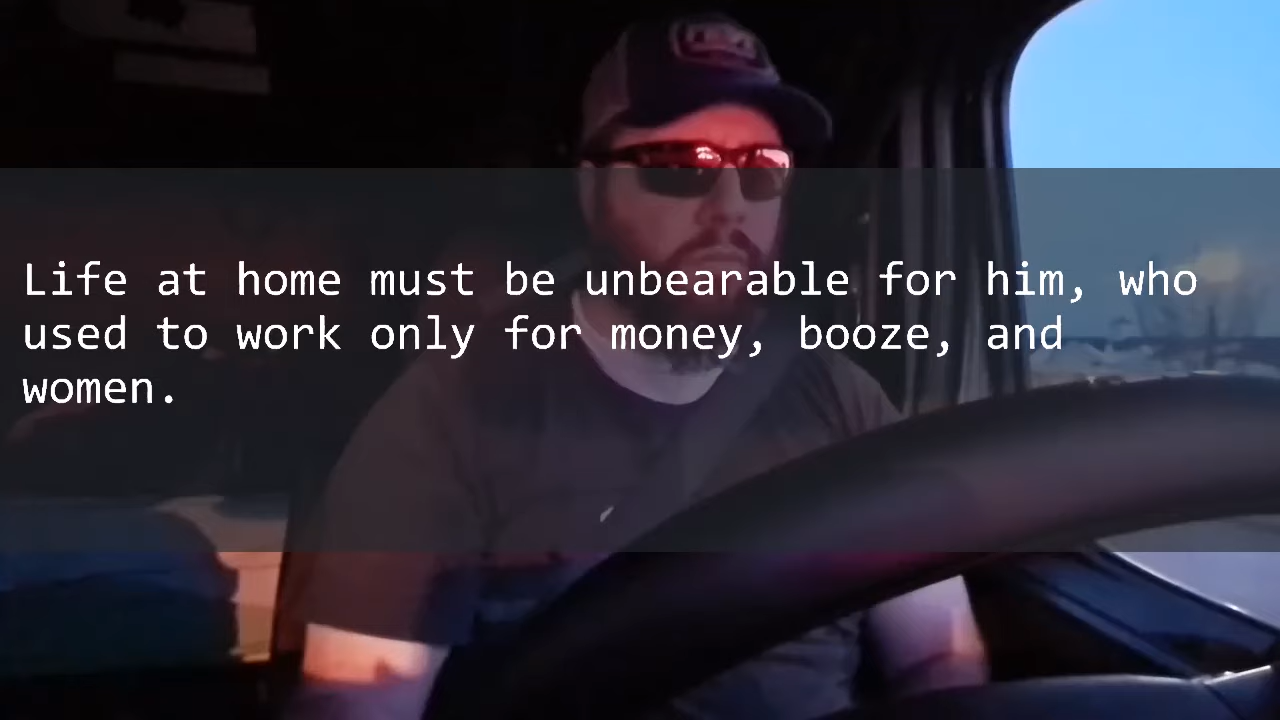 Life at home must be unbearable for him, who
used to work only for money, booze, and
women.